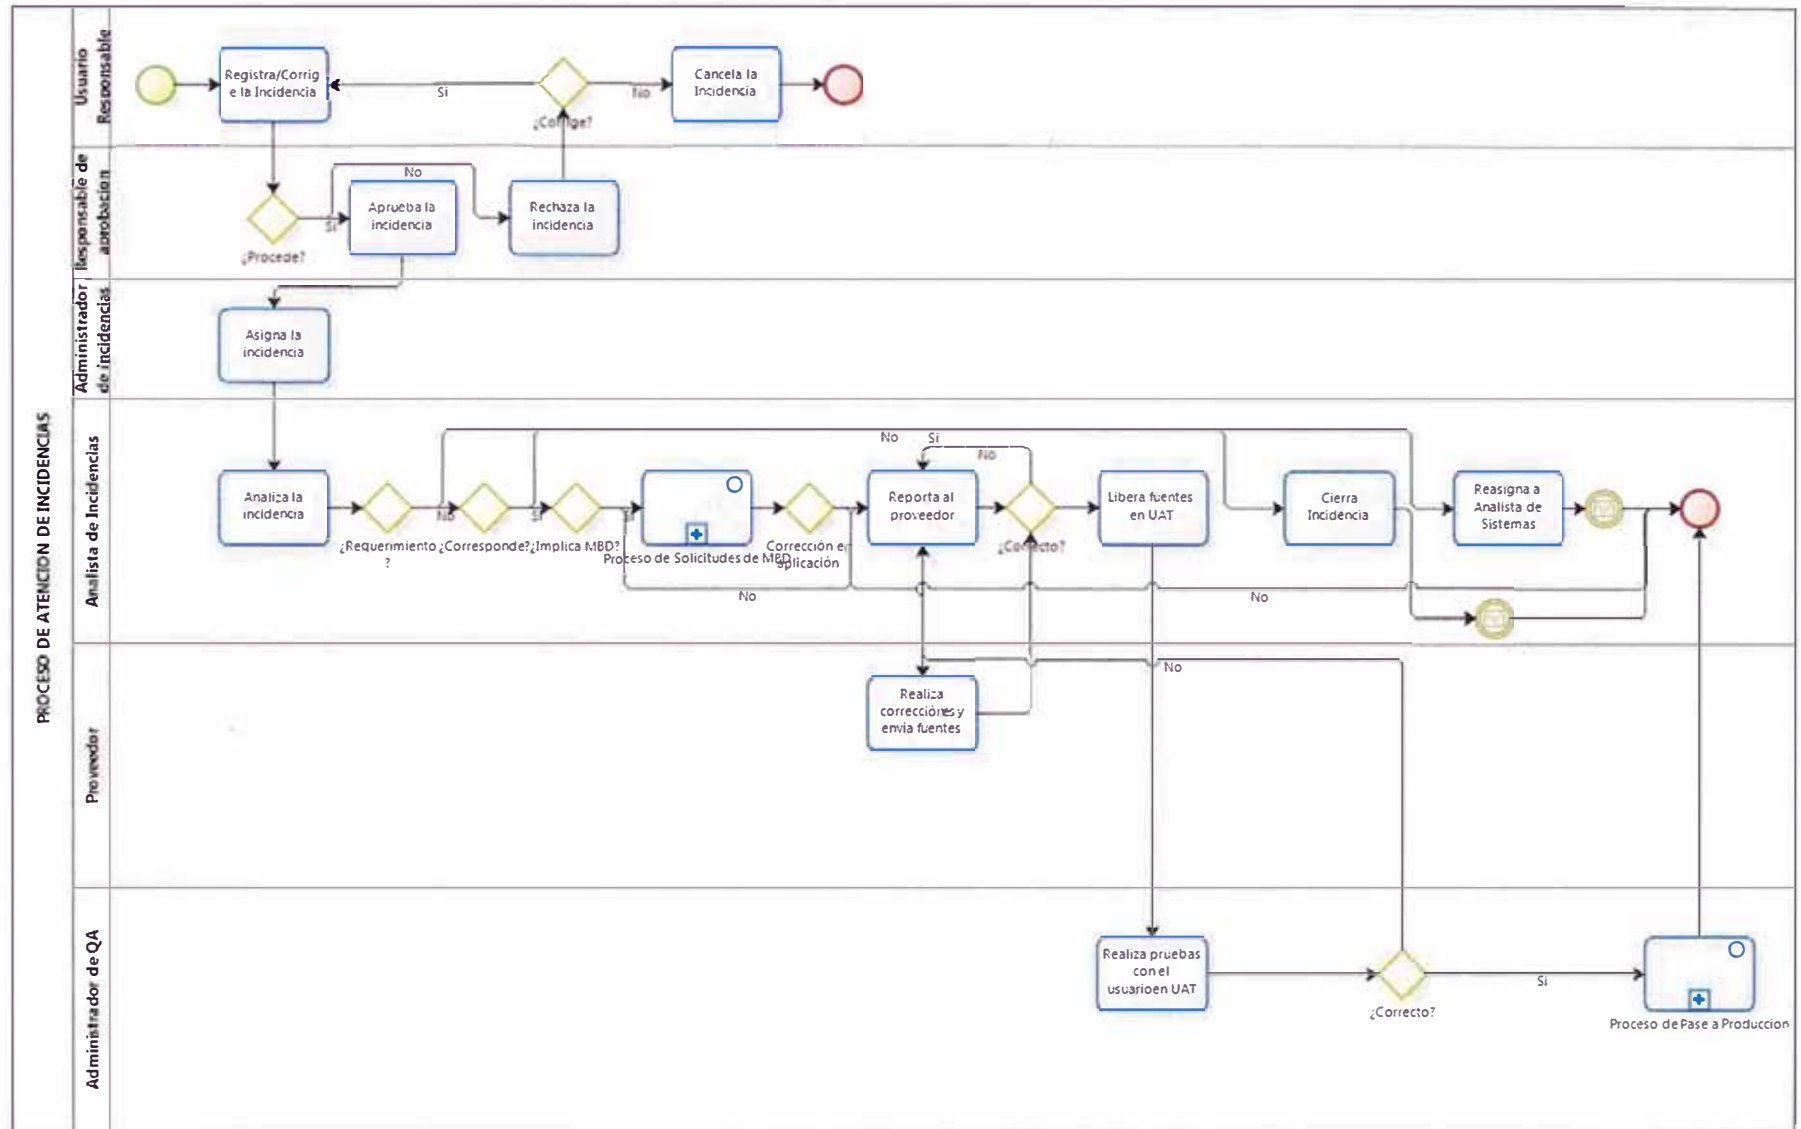 PROCESO DE ATENCION DE INCIDENCIAS
Usuario
Responsable
Registra/Corrig
e la Incidencia
Si
¿Corrige?
No
Cancela la
Incidencia
Responsable de
aprobacion
¿Procede?
Si
No
Aprueba la
incidencia
Rechaza la
incidencia
Administrador
de incidencias
Asigna la
incidencia
Analista de Incidencias
Analiza la
incidencia
¿Requerimiento
?
No
¿Corresponde?
Si
¿Implica MBD?
Si
Proceso de Solicitudes de MBD
No
Corrección en
aplicación
No
Si
No
Reporta al
proveedor
¿Correcto?
Libera fuentes
en UAT
Cierra
Incidencia
Reasigna a
Analista de
Sistemas
No
Proveedor
Realiza
correcciónes y
envia fuentes
No
Administrador de QA
Realiza pruebas
con el
usuarioen UAT
¿Correcto?
Si
Proceso de Pase a Produccion